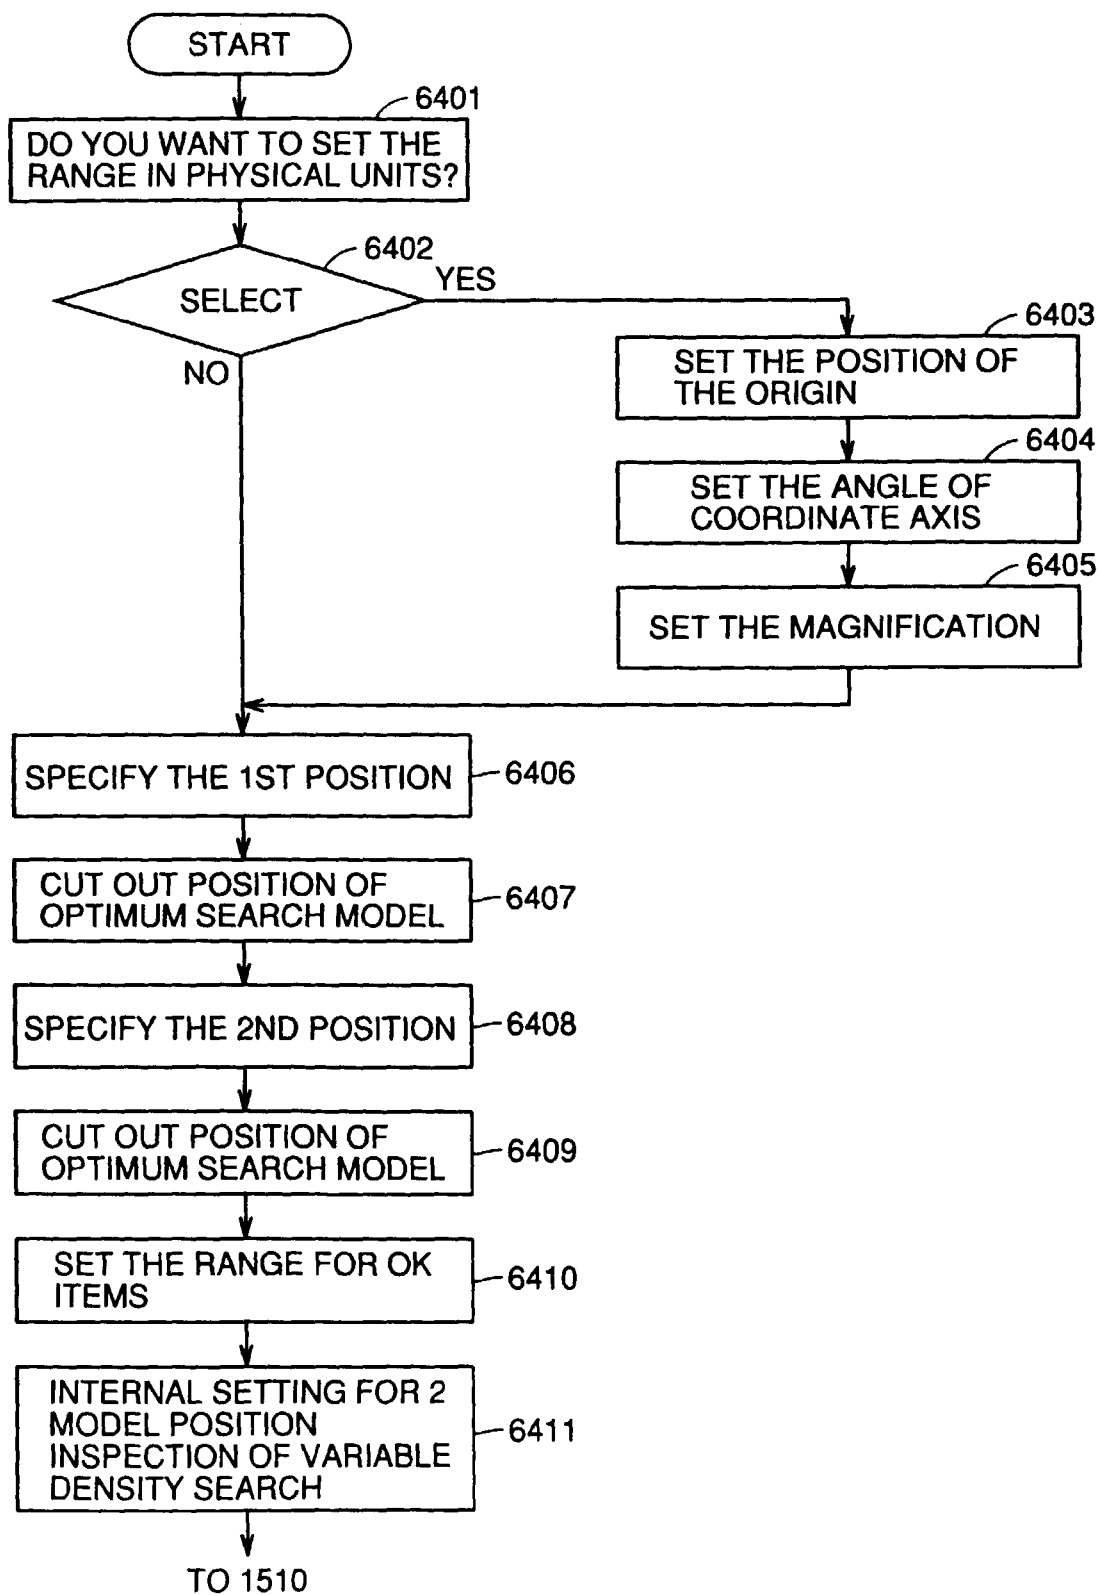 START
6401
DO YOU WANT TO SET THE
RANGE IN PHYSICAL UNITS?
6402
SELECT
YES
NO
6403
SET THE POSITION OF
THE ORIGIN
6404
SET THE ANGLE OF
COORDINATE AXIS
6405
SET THE MAGNIFICATION
SPECIFY THE 1ST POSITION
6406
CUT OUT POSITION OF
OPTIMUM SEARCH MODEL
6407
SPECIFY THE 2ND POSITION
6408
CUT OUT POSITION OF
OPTIMUM SEARCH MODEL
6409
SET THE RANGE FOR OK
ITEMS
6410
INTERNAL SETTING FOR 2
MODEL POSITION
INSPECTION OF VARIABLE
DENSITY SEARCH
6411
TO 1510